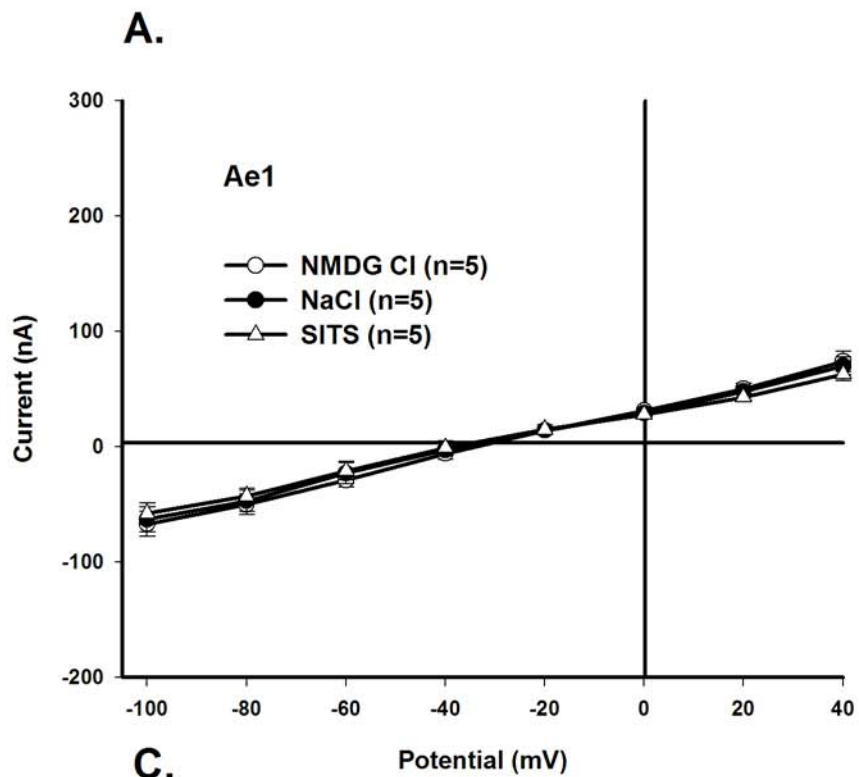 A.
300
200
100
0
-100
-200
Current (nA)
Ae1
NMDG Cl (n=5)
NaCl (n=5)
SITS (n=5)
-100 -80 -60 -40 -20 0 20 40
Potential (mV)
C.